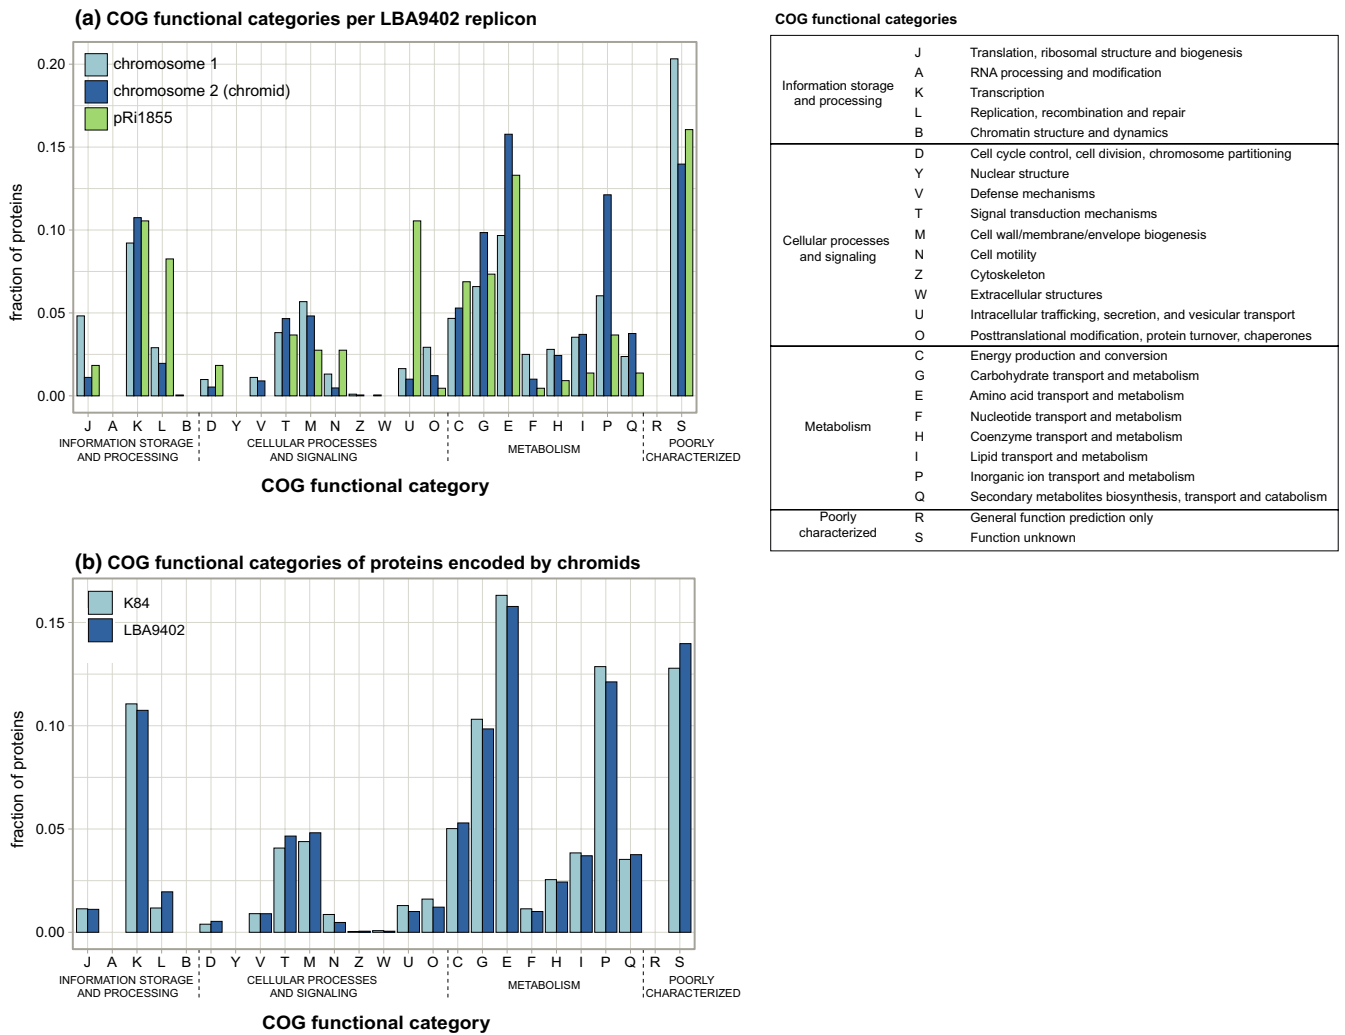 (a) COG functional categories per LBA9402 replicon
chromosome 1
chromosome 2 (chromid)
pRi1855
fraction of proteins
0.20
0.15
0.10
0.05
0.00
J A K L B D Y V T M N Z W U O C G E F H I P Q R S
INFORMATION STORAGE
AND PROCESSING
CELLULAR PROCESSES
AND SIGNALING
METABOLISM
POORLY
CHARACTERIZED
COG functional category
COG functional categories
Information storage
and processing
J Translation, ribosomal structure and biogenesis
A RNA processing and modification
K Transcription
L Replication, recombination and repair
B Chromatin structure and dynamics
Cellular processes
and signaling
D Cell cycle control, cell division, chromosome partitioning
Y Nuclear structure
V Defense mechanisms
T Signal transduction mechanisms
M Cell wall/membrane/envelope biogenesis
N Cell motility
Z Cytoskeleton
W Extracellular structures
U Intracellular trafficking, secretion, and vesicular transport
O Posttranslational modification, protein turnover, chaperones
Metabolism
C Energy production and conversion
G Carbohydrate transport and metabolism
E Amino acid transport and metabolism
F Nucleotide transport and metabolism
H Coenzyme transport and metabolism
I Lipid transport and metabolism
P Inorganic ion transport and metabolism
Q Secondary metabolites biosynthesis, transport and catabolism
Poorly
characterized
R General function prediction only
S Function unknown
(b) COG functional categories of proteins encoded by chromids
K84
LBA9402
fraction of proteins
0.15
0.10
0.05
0.00
J A K L B D Y V T M N Z W U O C G E F H I P Q R S
INFORMATION STORAGE
AND PROCESSING
CELLULAR PROCESSES
AND SIGNALING
METABOLISM
POORLY
CHARACTERIZED
COG functional category